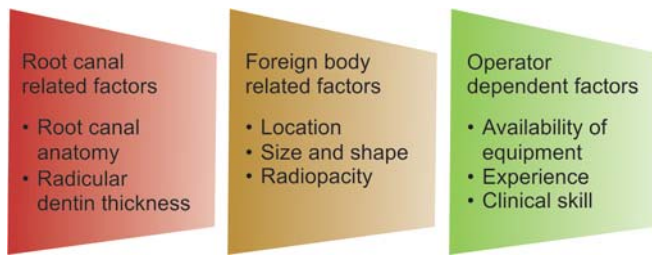 Root canal
related factors
• Root canal
anatomy
• Radicular
dentin thickness
Foreign body
related factors
• Location
• Size and shape
• Radiopacity
Operator
dependent factors
• Availability of
equipment
• Experience
• Clinical skill